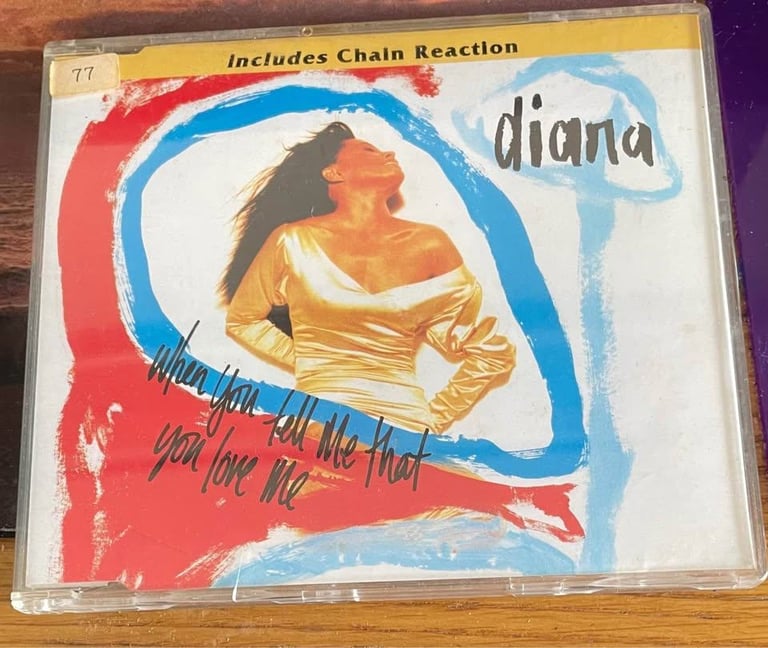 includes Chain Reaction
77
diana
when you tell me that
you love me